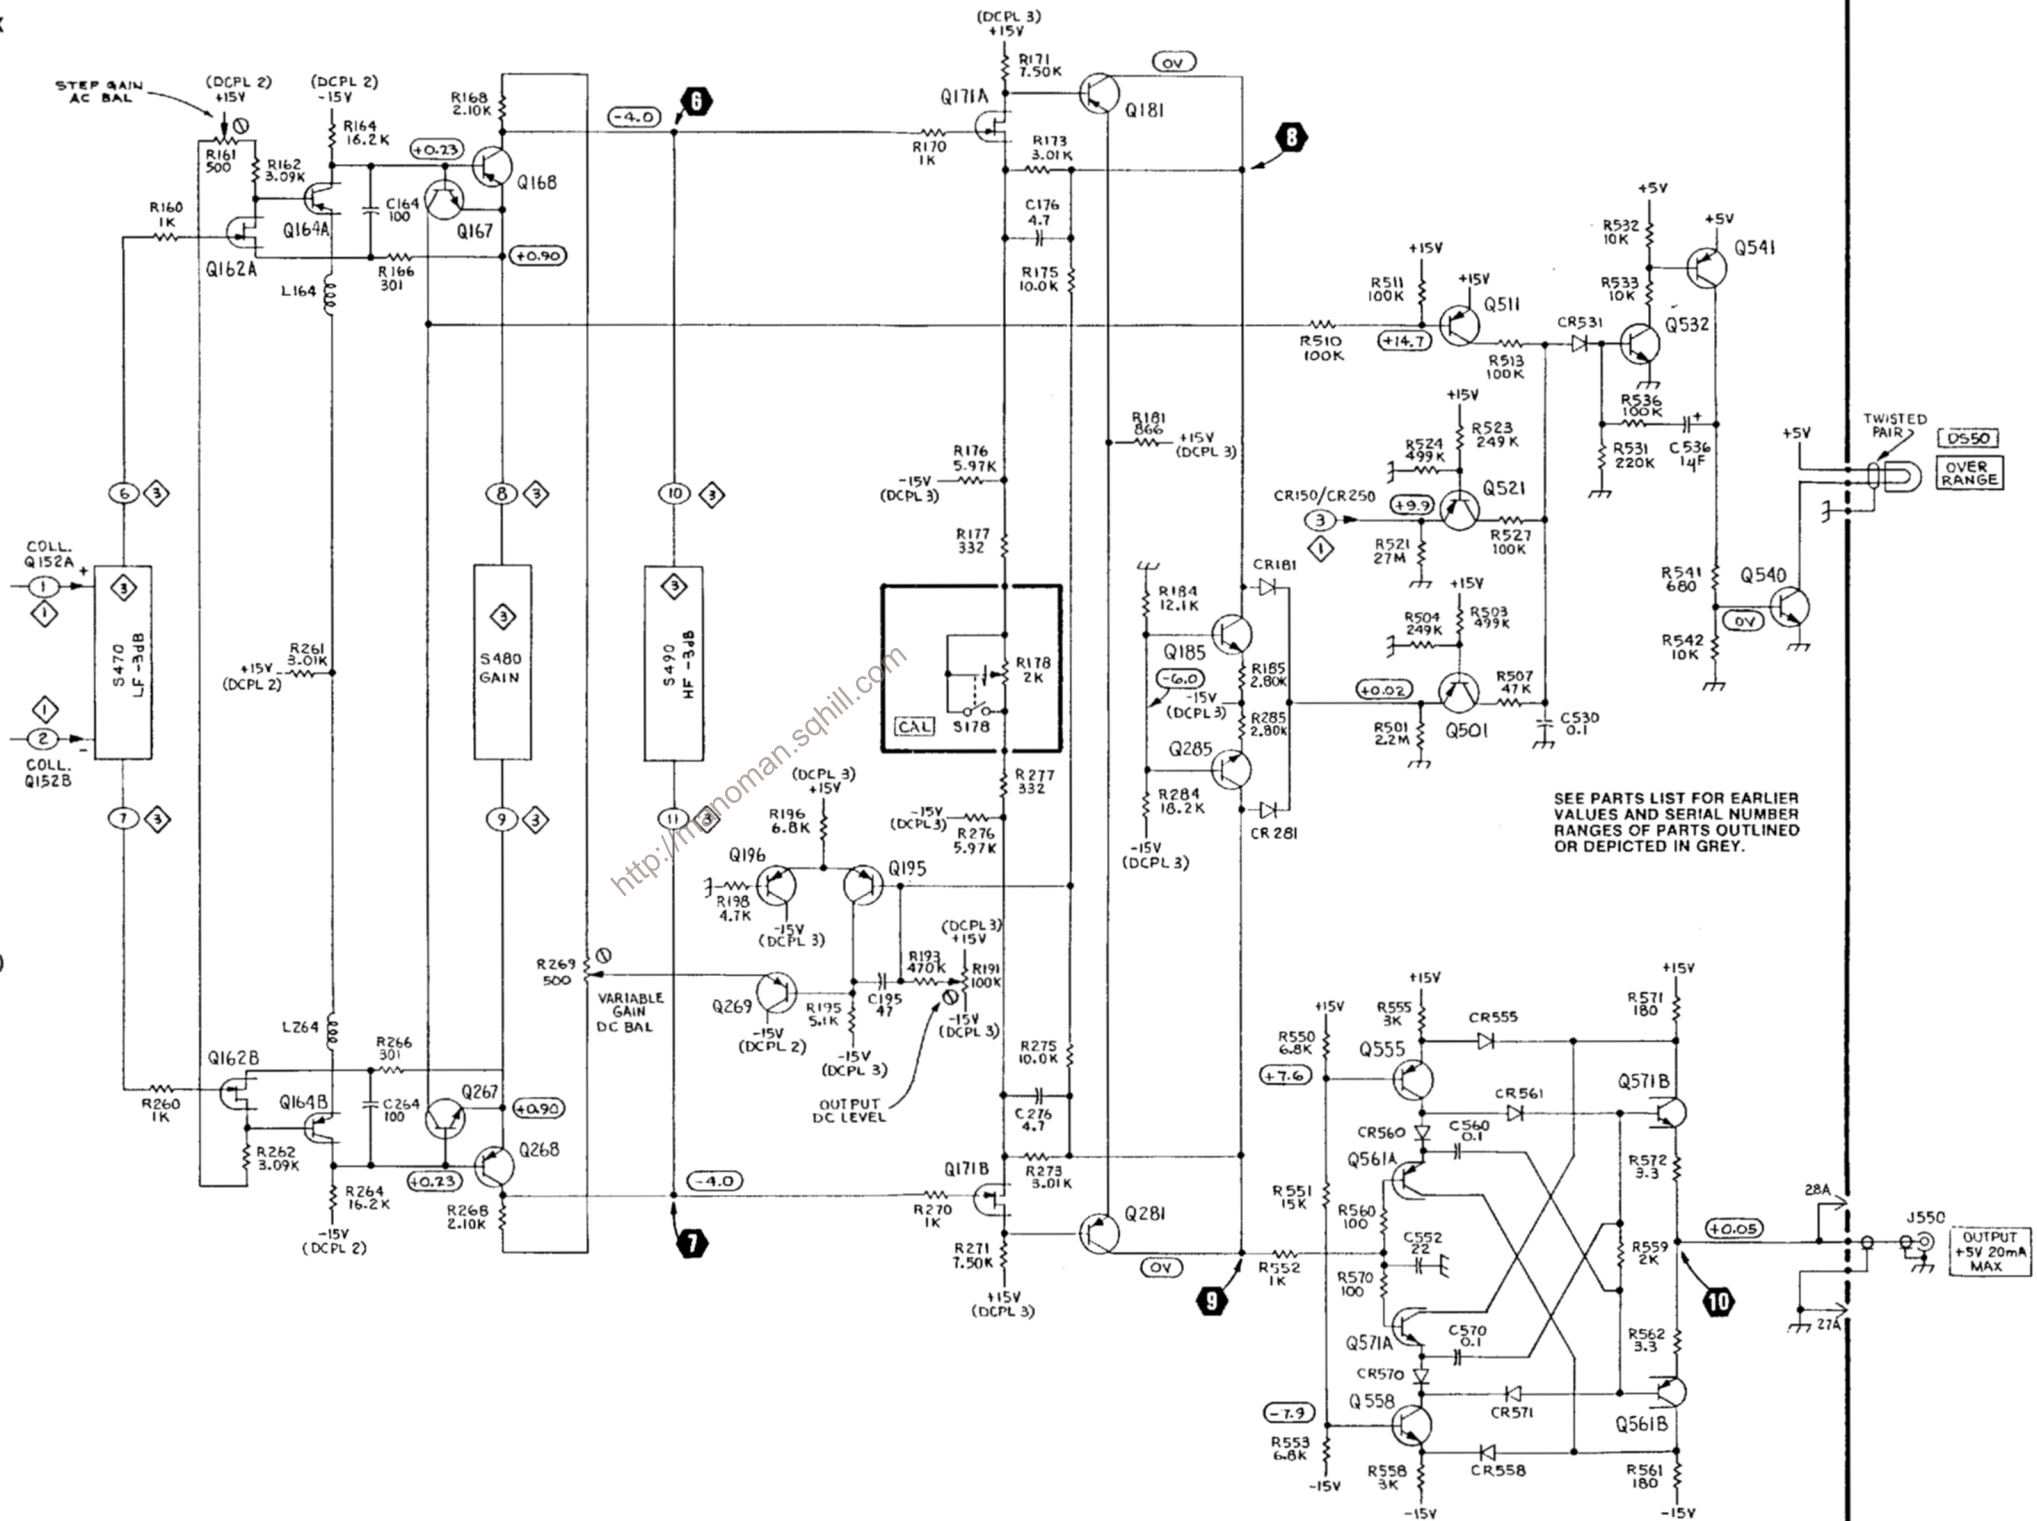 (DCPL 3)
+15V
R171
7.50K
0V
Q181
Q171A
STEP GAIN
AC BAL
(DCPL 2)
+15V
(DCPL 2)
-15V
R168
2.10K
-4.0
6
R164
16.2K
+0.23
R161
500
R162
3.09K
R170
1K
R173
3.01K
8
Q168
R160
1K
C164
100
Q164A
Q167
C176
4.7
+5V
R532
10K
+5V
Q541
Q162A
R166
301
+0.90
L164
R175
10.0K
+15V
R511
100K
+15V
Q511
R533
10K
CR531
Q532
R510
100K
+14.7
R513
100K
+15V
R536
100K
R181
866
+15V
(DCPL 3)
R524
499K
R523
249K
R531
220K
C536
1µF
+5V
TWISTED
PAIR
DS50
OVER
RANGE
R176
5.97K
-15V
(DCPL 3)
6
3
8
3
10
3
CR150/CR250
3
1
+9.9
Q521
R527
100K
R521
27M
R177
332
COLL.
Q152A
+
1
1
3
S470
LF -3dB
3
S480
GAIN
3
S490
HF -3dB
CR181
R184
12.1K
+15V
R504
249K
R503
499K
R541
680
Q540
0V
R542
10K
R261
3.01K
+15V
(DCPL 2)
R178
2K
CAL
S178
Q185
-6.0
R185
2.80K
-15V
(DCPL 3)
R285
2.80K
+0.02
R507
47K
Q501
C530
0.1
R501
2.2M
1
2
-
COLL.
Q152B
Q285
R277
332
R284
18.2K
CR281
-15V
(DCPL 3)
(DCPL 3)
+15V
R196
6.8K
-15V
(DCPL 3)
R276
5.97K
7
3
9
3
11
3
SEE PARTS LIST FOR EARLIER
VALUES AND SERIAL NUMBER
RANGES OF PARTS OUTLINED
OR DEPICTED IN GREY.
http://manoman.sqhill.com
Q196
Q195
R198
4.7K
-15V
(DCPL 3)
(DCPL 3)
+15V
R193
470K
R191
100K
R269
500
VARIABLE
GAIN
DC BAL
Q269
R195
5.1K
C195
47
-15V
(DCPL 3)
-15V
(DCPL 2)
-15V
(DCPL 3)
OUTPUT
DC LEVEL
+15V
+15V
+15V
R571
180
R555
3K
CR555
R550
6.8K
Q555
+7.6
L264
R266
301
Q162B
R275
10.0K
Q571B
CR561
R260
1K
Q164B
C264
100
Q267
+0.90
C276
4.7
CR560
C560
0.1
Q561A
R262
3.09K
Q268
+0.23
R264
16.2K
-15V
(DCPL 2)
R268
2.10K
-4.0
7
Q171B
R273
3.01K
R270
1K
Q281
R271
7.50K
+15V
(DCPL 3)
0V
9
R552
1K
R551
15K
R560
100
C552
22
R570
100
R572
3.3
R559
2K
+0.05
28A
J550
OUTPUT
+5V 20mA
MAX
10
27A
Q571A
C570
0.1
R562
3.3
CR570
-7.9
Q558
CR571
Q561B
R553
6.8K
-15V
R558
3K
CR558
R561
180
-15V
-15V